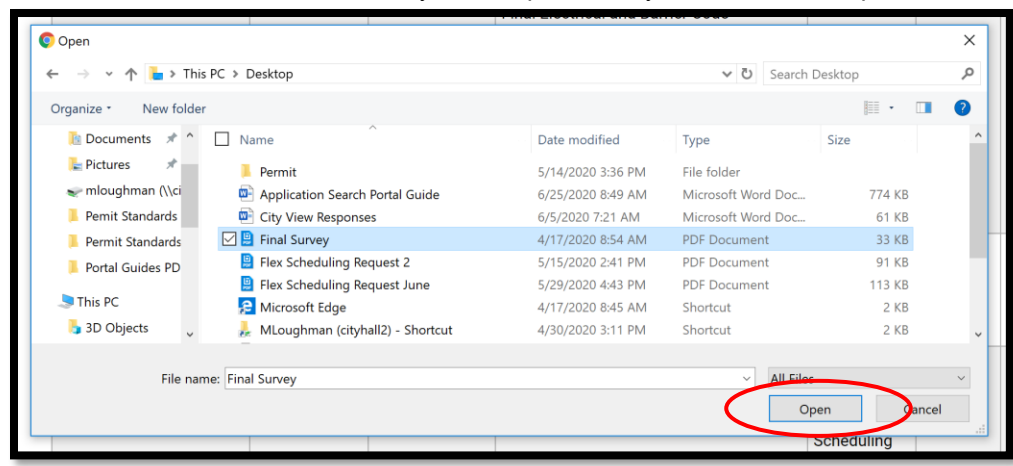 Open
This PC > Desktop
Search Desktop
Organize
New folder
Name Date modified Type Size
Documents
Pictures
mloughman (\\ci
Pemit Standards
Permit Standards
Portal Guides PD
This PC
3D Objects
Permit 5/14/2020 3:36 PM File folder
Application Search Portal Guide 6/25/2020 8:49 AM Microsoft Word Doc... 774 KB
City View Responses 6/5/2020 7:21 AM Microsoft Word Doc... 61 KB
Final Survey 4/17/2020 8:54 AM PDF Document 33 KB
Flex Scheduling Request 2 5/15/2020 2:41 PM PDF Document 91 KB
Flex Scheduling Request June 5/29/2020 4:43 PM PDF Document 113 KB
Microsoft Edge 4/17/2020 8:45 AM Shortcut 2 KB
MLoughman (cityhall2) - Shortcut 4/30/2020 3:11 PM Shortcut 2 KB
File name: Final Survey
All Files
Open
Cancel
Scheduling